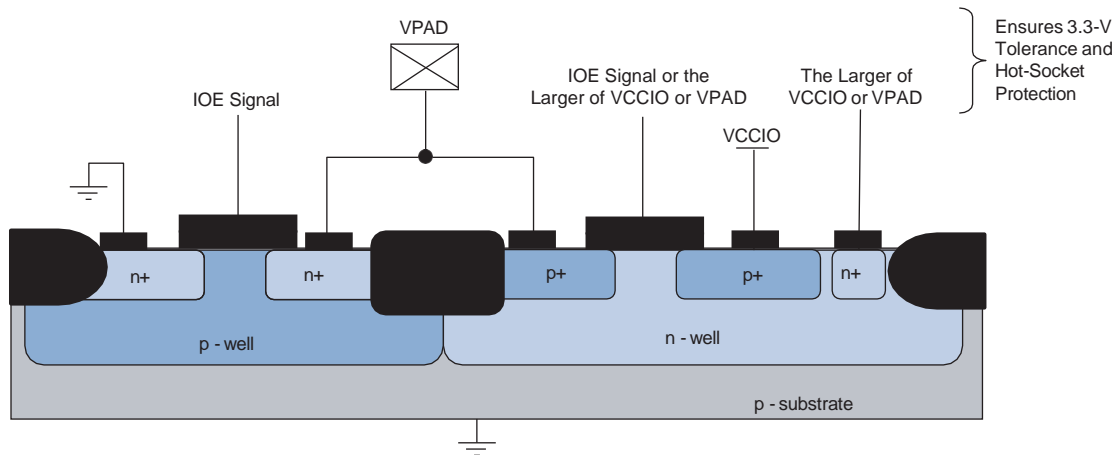 VPAD
IOE Signal
IOE Signal or the
Larger of VCCIO or VPAD
The Larger of
VCCIO or VPAD
Ensures 3.3-V
Tolerance and
Hot-Socket
Protection
VCCIO
n+
n+
p+
p+
n+
p - well
n - well
p - substrate